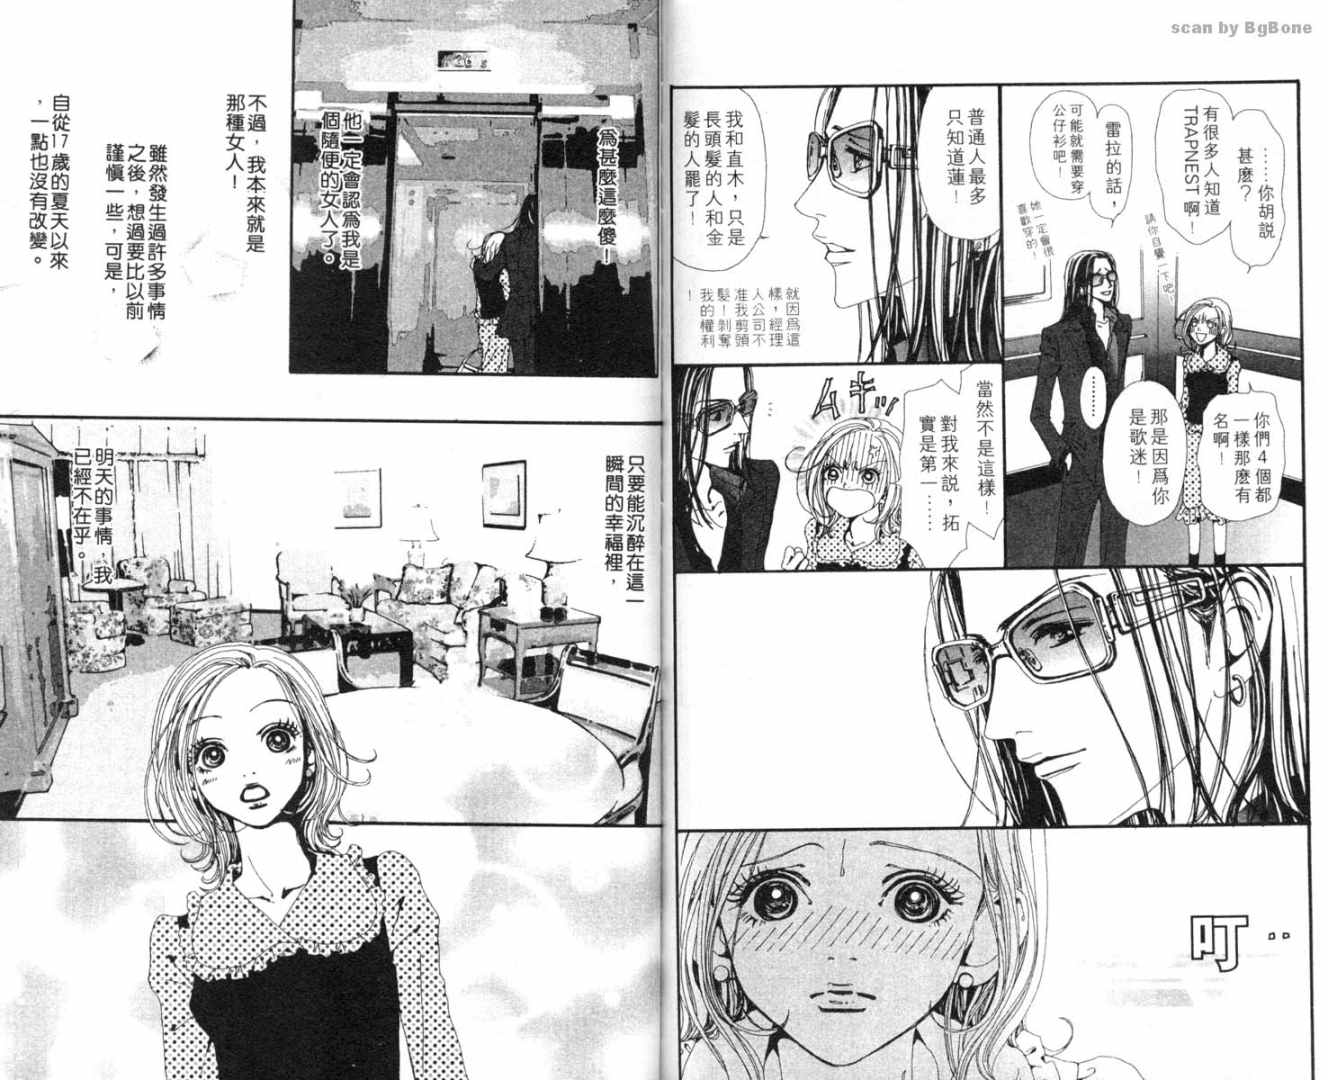 scan by BgBone
……你胡説
甚麼?
有很多人知道
TRAPNEST啊!
雷拉的話,
可能就需要穿
公仔衫吧!
請你自覺一下吧!
她一定會很
喜歡穿的!
你們4個都
一樣那麼有
名啊!
那是因爲你
是歌迷!
……
普通人最多
只知道蓮!
我和直木,只是
長頭髮的人和金
髮的人罷了!
就因爲這
樣,經理
人公司不
准我剪頭
髮!剝奪
我的權利
!
當然不是這樣!
對我來説,拓
實是第一……
ムキーッ
叮‥
26
爲甚麼這麼傻!
他一定會認爲我是
個隨便的女人了。
不過,我本來就是
那種女人!
雖然發生過許多事情
之後,想過要比以前
謹慎一些,可是,
自從17歲的夏天以來
,一點也沒有改變。
只要能沉醉在這一
瞬間的幸福裡,
明天的事情,我
已經不在乎。